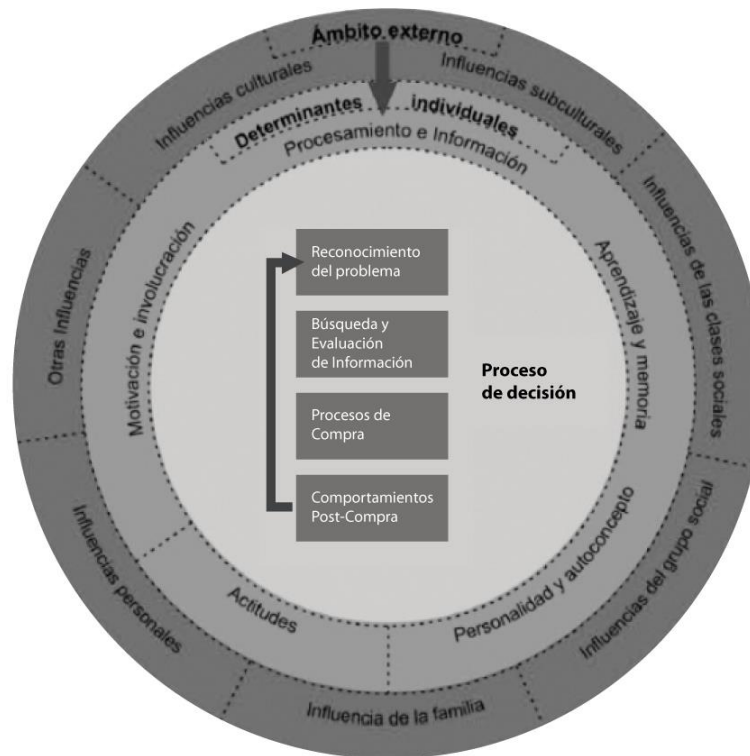 Ámbito externo
Influencias culturales
Influencias subculturales
Influencias de las clases sociales
Influencias del grupo social
Influencia de la familia
Influencias personales
Otras Influencias
Determinantes individuales
Procesamiento e Información
Aprendizaje y memoria
Personalidad y autoconcepto
Actitudes
Motivación e involucración
Reconocimiento
del problema
Búsqueda y
Evaluación
de Información
Procesos de
Compra
Comportamientos
Post-Compra
Proceso
de decisión